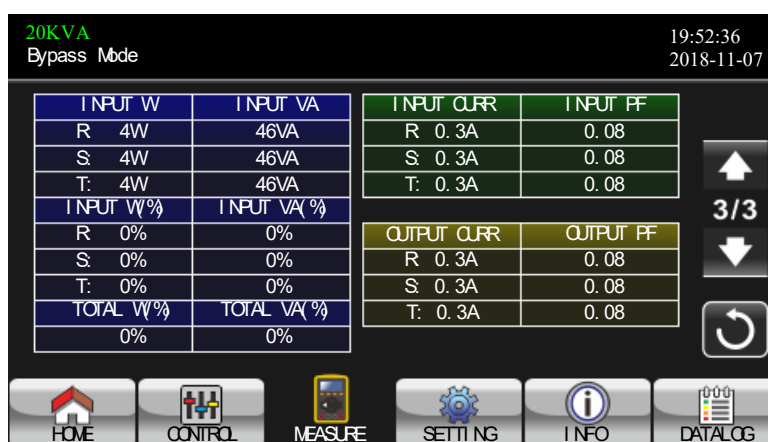 20KVA
19:52:36
Bypass Mode
2018-11-07
INPUT W INPUT VA
R: 4W 46VA
S: 4W 46VA
T: 4W 46VA
INPUT W(%) INPUT VA(%)
R: 0% 0%
S: 0% 0%
T: 0% 0%
TOTAL W(%) TOTAL VA(%)
0% 0%
INPUT CURR INPUT PF
R: 0.3A 0.08
S: 0.3A 0.08
T: 0.3A 0.08
OUTPUT CURR OUTPUT PF
R: 0.3A 0.08
S: 0.3A 0.08
T: 0.3A 0.08
3/3
HOME CONTROL MEASURE SETTING INFO DATALOG